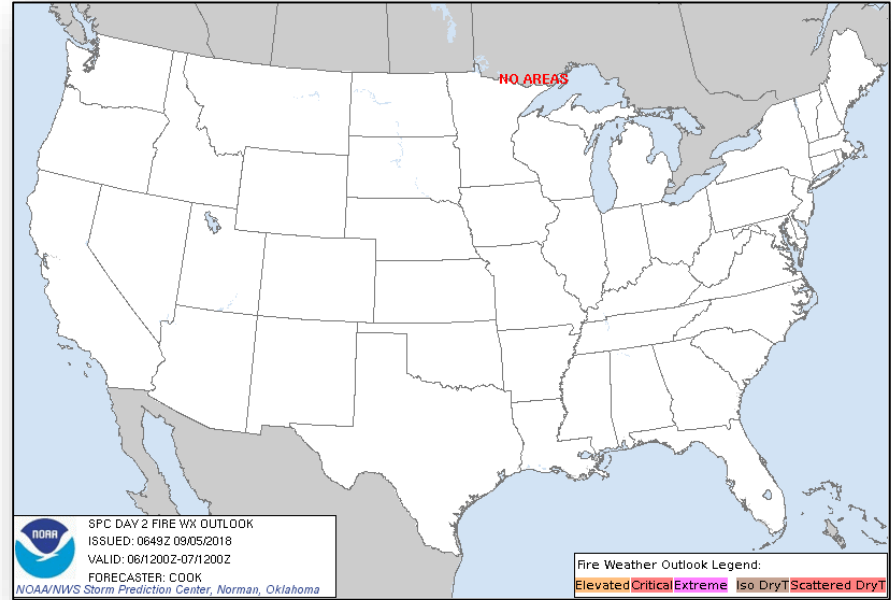 NO AREAS
NOAA
SPC DAY 2 FIRE WX OUTLOOK
ISSUED: 0649Z 09/05/2018
VALID: 06/1200Z-07/1200Z
FORECASTER: COOK
NOAA/NWS Storm Prediction Center, Norman, Oklahoma
Fire Weather Outlook Legend:
Elevated Critical Extreme Iso DryT Scattered DryT